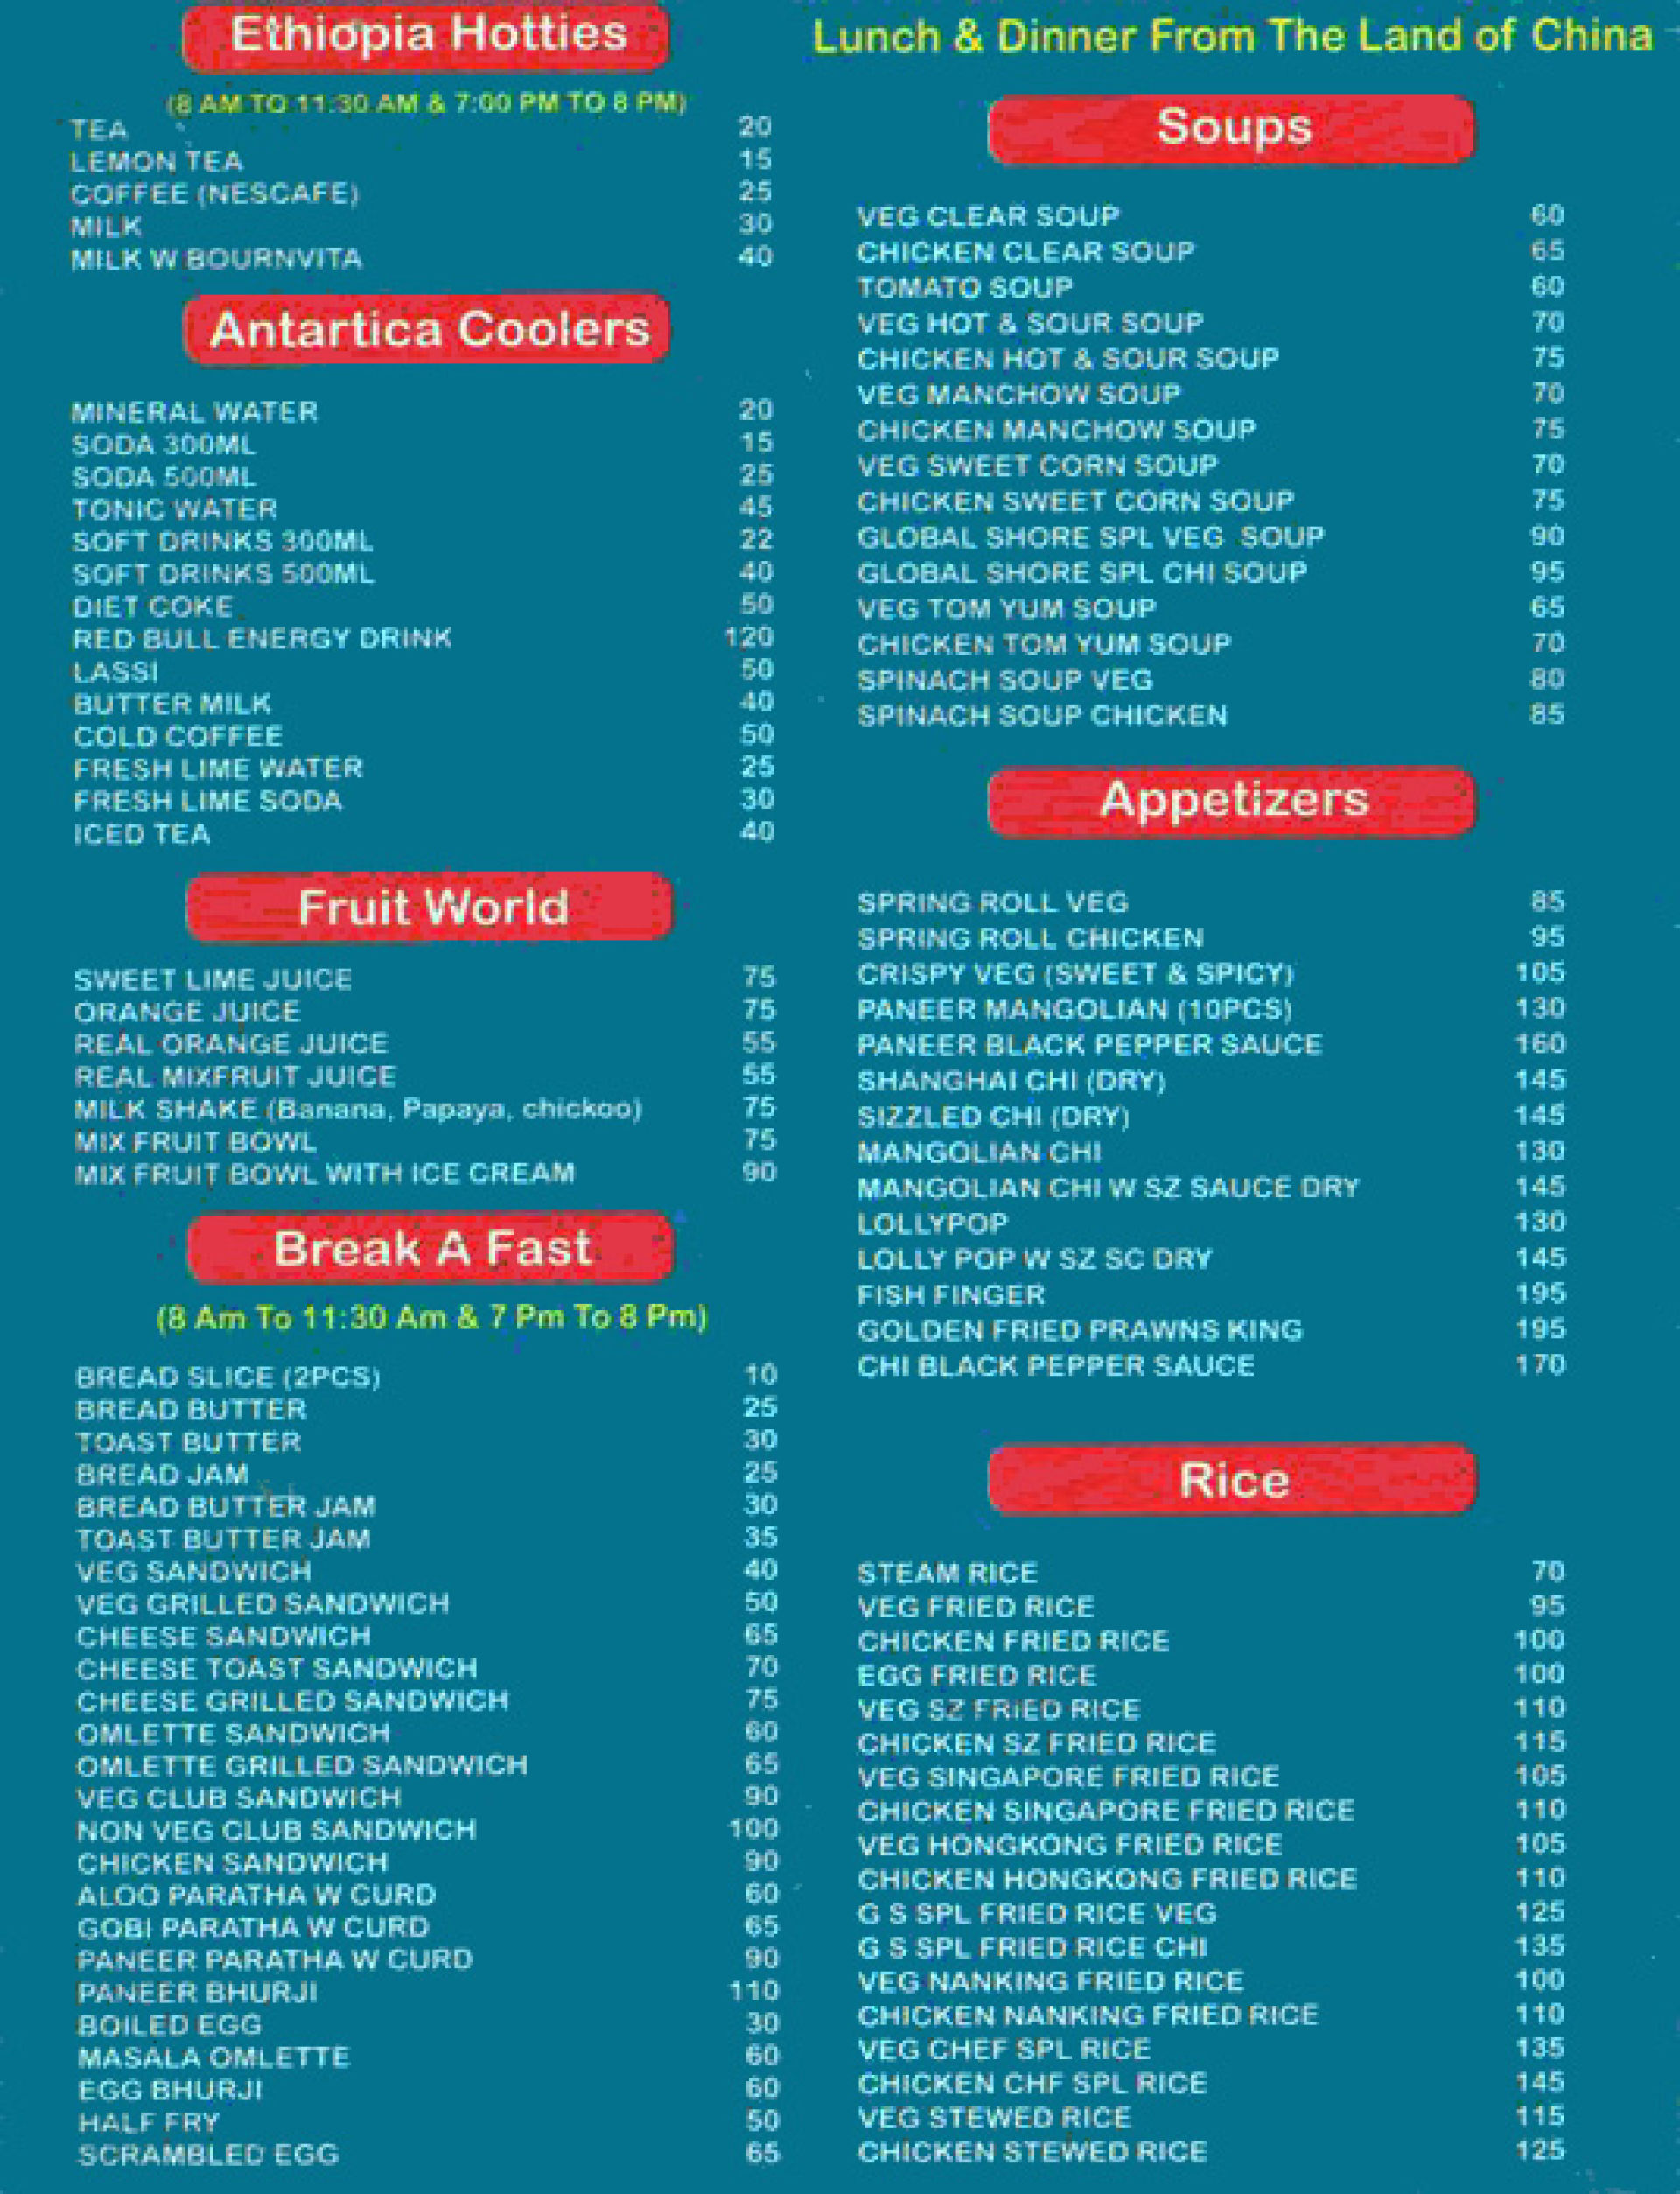 Ethiopia Hotties
(8 AM TO 11:30 AM & 7:00 PM TO 8 PM)
TEA 20
LEMON TEA 15
COFFEE (NESCAFE) 25
MILK 30
MILK W BOURNVITA 40
Antartica Coolers
MINERAL WATER 20
SODA 300ML 15
SODA 500ML 25
TONIC WATER 45
SOFT DRINKS 300ML 22
SOFT DRINKS 500ML 40
DIET COKE 50
RED BULL ENERGY DRINK 120
LASSI 50
BUTTER MILK 40
COLD COFFEE 50
FRESH LIME WATER 25
FRESH LIME SODA 30
ICED TEA 40
Fruit World
SWEET LIME JUICE 75
ORANGE JUICE 75
REAL ORANGE JUICE 55
REAL MIXFRUIT JUICE 55
MILK SHAKE (Banana, Papaya, chickoo) 75
MIX FRUIT BOWL 75
MIX FRUIT BOWL WITH ICE CREAM 90
Break A Fast
(8 Am To 11:30 Am & 7 Pm To 8 Pm)
BREAD SLICE (2PCS) 10
BREAD BUTTER 25
TOAST BUTTER 30
BREAD JAM 25
BREAD BUTTER JAM 30
TOAST BUTTER JAM 35
VEG SANDWICH 40
VEG GRILLED SANDWICH 50
CHEESE SANDWICH 65
CHEESE TOAST SANDWICH 70
CHEESE GRILLED SANDWICH 75
OMLETTE SANDWICH 60
OMLETTE GRILLED SANDWICH 65
VEG CLUB SANDWICH 90
NON VEG CLUB SANDWICH 100
CHICKEN SANDWICH 90
ALOO PARATHA W CURD 60
GOBI PARATHA W CURD 65
PANEER PARATHA W CURD 90
PANEER BHURJI 110
BOILED EGG 30
MASALA OMLETTE 60
EGG BHURJI 60
HALF FRY 50
SCRAMBLED EGG 65
Lunch & Dinner From The Land of China
Soups
VEG CLEAR SOUP 60
CHICKEN CLEAR SOUP 65
TOMATO SOUP 60
VEG HOT & SOUR SOUP 70
CHICKEN HOT & SOUR SOUP 75
VEG MANCHOW SOUP 70
CHICKEN MANCHOW SOUP 75
VEG SWEET CORN SOUP 70
CHICKEN SWEET CORN SOUP 75
GLOBAL SHORE SPL VEG SOUP 90
GLOBAL SHORE SPL CHI SOUP 95
VEG TOM YUM SOUP 65
CHICKEN TOM YUM SOUP 70
SPINACH SOUP VEG 80
SPINACH SOUP CHICKEN 85
Appetizers
SPRING ROLL VEG 85
SPRING ROLL CHICKEN 95
CRISPY VEG (SWEET & SPICY) 105
PANEER MANGOLIAN (10PCS) 130
PANEER BLACK PEPPER SAUCE 160
SHANGHAI CHI (DRY) 145
SIZZLED CHI (DRY) 145
MANGOLIAN CHI 130
MANGOLIAN CHI W SZ SAUCE DRY 145
LOLLYPOP 130
LOLLY POP W SZ SC DRY 145
FISH FINGER 195
GOLDEN FRIED PRAWNS KING 195
CHI BLACK PEPPER SAUCE 170
Rice
STEAM RICE 70
VEG FRIED RICE 95
CHICKEN FRIED RICE 100
EGG FRIED RICE 100
VEG SZ FRIED RICE 110
CHICKEN SZ FRIED RICE 115
VEG SINGAPORE FRIED RICE 105
CHICKEN SINGAPORE FRIED RICE 110
VEG HONGKONG FRIED RICE 105
CHICKEN HONGKONG FRIED RICE 110
G S SPL FRIED RICE VEG 125
G S SPL FRIED RICE CHI 135
VEG NANKING FRIED RICE 100
CHICKEN NANKING FRIED RICE 110
VEG CHEF SPL RICE 135
CHICKEN CHF SPL RICE 145
VEG STEWED RICE 115
CHICKEN STEWED RICE 125